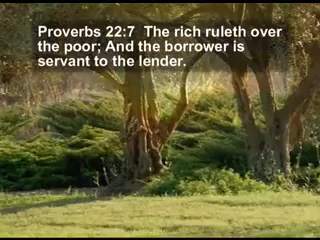 Proverbs 22:7  The rich ruleth over
the poor; And the borrower is
servant to the lender.